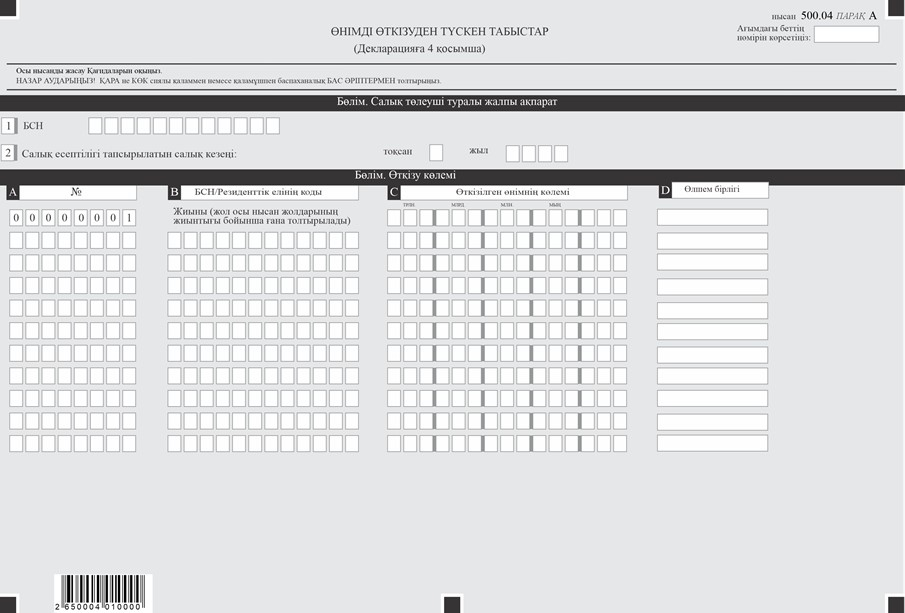 нысан 500.04 ПАРАҚ А
Ағымдағы беттің
нөмірін көрсетіңіз:
ӨНІМДІ ӨТКІЗУДЕН ТҮСКЕН ТАБЫСТАР
(Декларацияға 4 қосымша)
Осы нысанды жасау Қағидаларын оқыңыз.
НАЗАР АУДАРЫҢЫЗ! ҚАРА не КӨК сиялы қаламмен немесе қаламұшпен баспаханалық БАС ӘРІПТЕРМЕН толтырыңыз.
Бөлім. Салық төлеуші туралы жалпы ақпарат
1 БСН
2 Салық есептілігі тапсырылатын салық кезеңі: тоқсан жыл
Бөлім. Өткізу көлемі
A № B БСН/Резиденттік елінің коды C Өткізілген өнімнің көлемі D Өлшем бірлігі
трлн. млрд. млн. мың.
0 0 0 0 0 0 0 1 Жиыны (жол осы нысан жолдарының
жиынтығы бойынша ғана толтырылады)
2 650004 010000